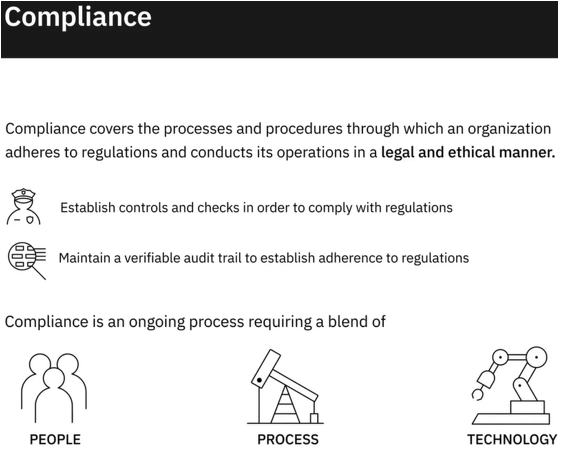 Compliance
Compliance covers the processes and procedures through which an organization
adheres to regulations and conducts its operations in a legal and ethical manner.
Establish controls and checks in order to comply with regulations
Maintain a verifiable audit trail to establish adherence to regulations
Compliance is an ongoing process requiring a blend of
PEOPLE
PROCESS
TECHNOLOGY